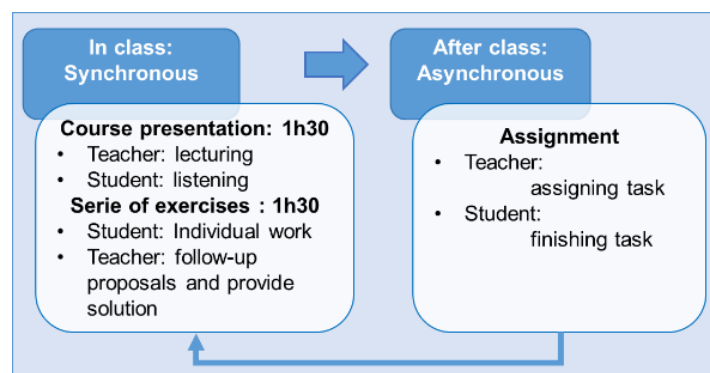 In class:
Synchronous
Course presentation: 1h30
• Teacher: lecturing
• Student: listening
Serie of exercises : 1h30
• Student: Individual work
• Teacher: follow-up
proposals and provide
solution
After class:
Asynchronous
Assignment
• Teacher:
assigning task
• Student:
finishing task